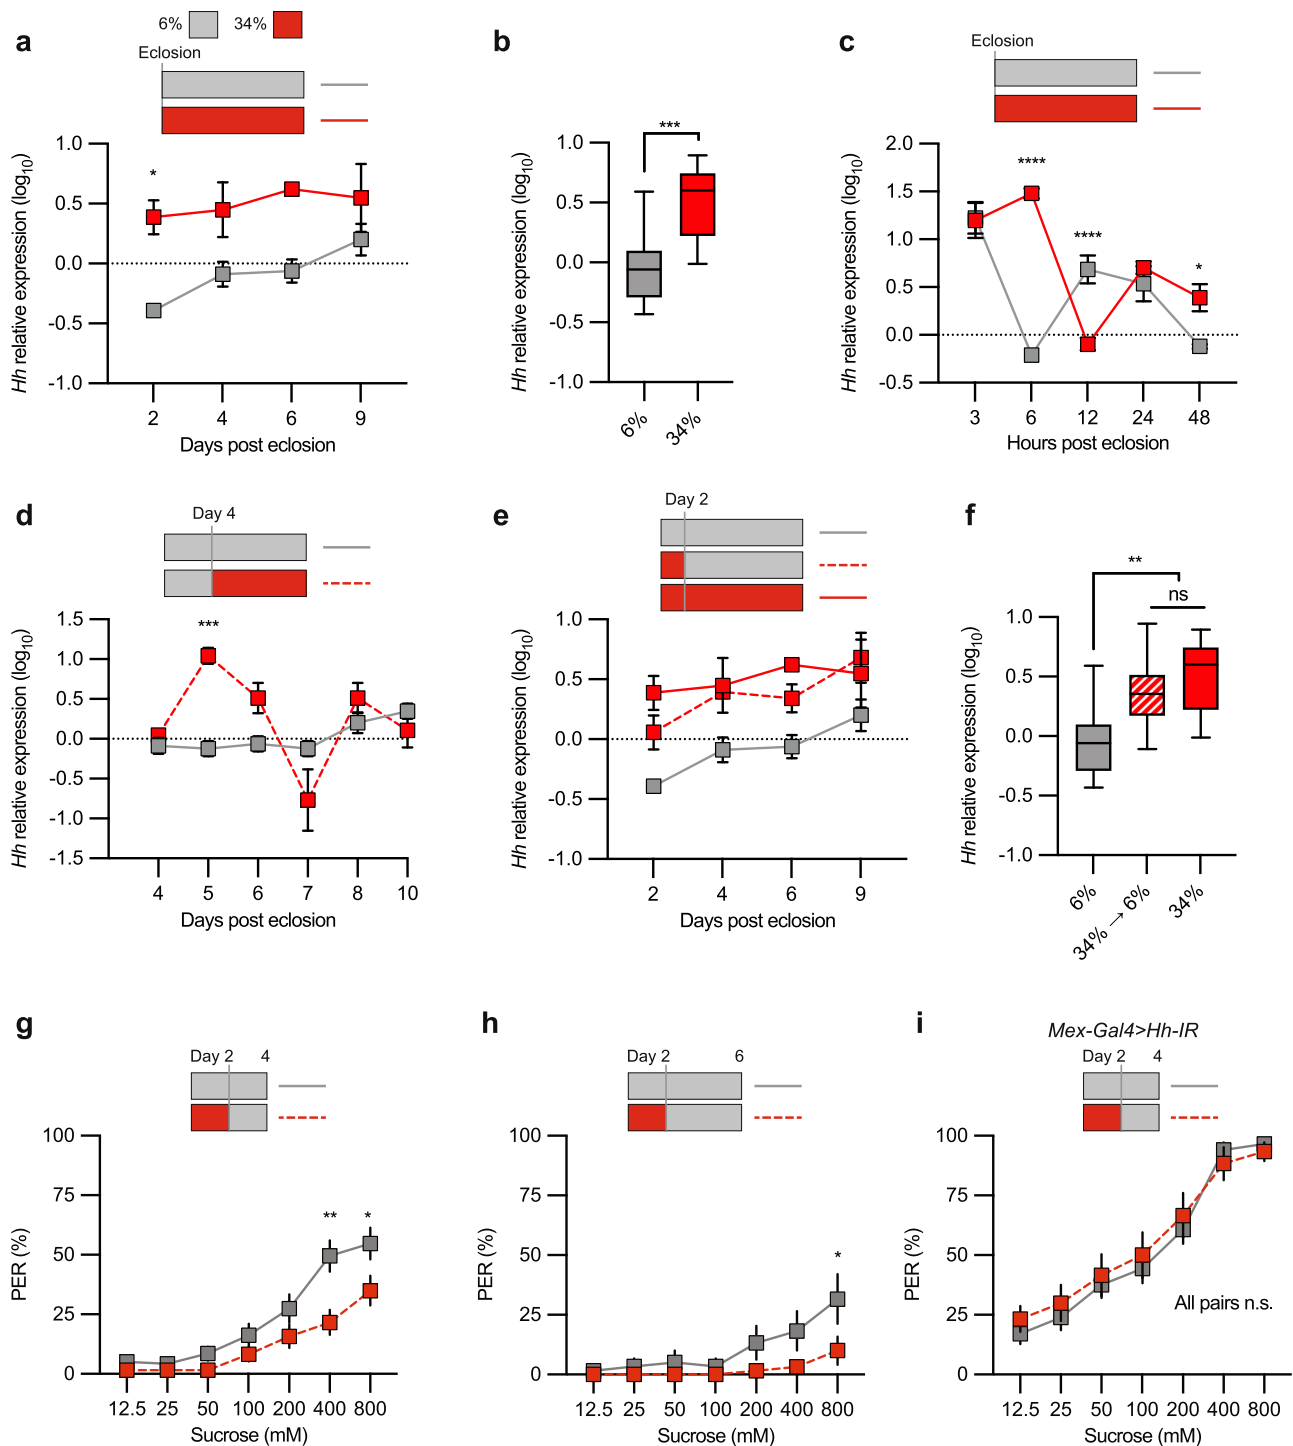 6% 34%
a
Eclosion
*
1.0
0.5
0.0
-0.5
-1.0
Hh relative expression (log10)
2 4 6 9
Days post eclosion
b
***
1.0
0.5
0.0
-0.5
-1.0
Hh relative expression (log10)
6% 34%
c
Eclosion
2.0
1.5
1.0
0.5
0.0
-0.5
**** **** *
Hh relative expression (log10)
3 6 12 24 48
Hours post eclosion
d
Day 4
1.5
1.0
0.5
0.0
-0.5
-1.0
-1.5
***
Hh relative expression (log10)
4 5 6 7 8 10
Days post eclosion
e
Day 2
1.0
0.5
0.0
-0.5
-1.0
Hh relative expression (log10)
2 4 6 9
Days post eclosion
f
**
ns
1.0
0.5
0.0
-0.5
-1.0
Hh relative expression (log10)
6% 34% → 6% 34%
g
Day 2 4
100
75
50
25
0
** *
PER (%)
12.5 25 50 100 200 400 800
Sucrose (mM)
h
Day 2 6
100
75
50
25
0
*
PER (%)
12.5 25 50 100 200 400 800
Sucrose (mM)
i
Mex-Gal4>Hh-IR
Day 2 4
100
75
50
25
0
All pairs n.s.
PER (%)
12.5 25 50 100 200 400 800
Sucrose (mM)